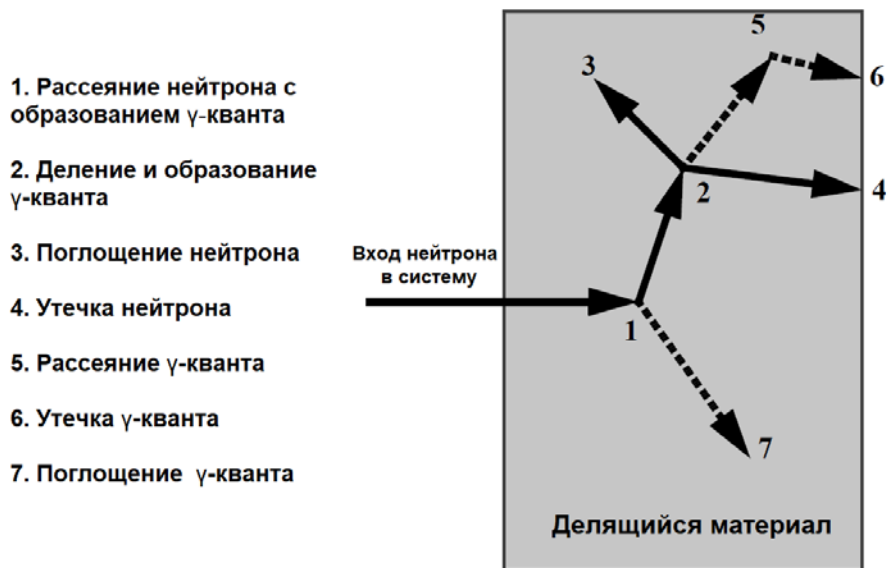 1. Рассеяние нейтрона с
образованием γ-кванта
2. Деление и образование
γ-кванта
3. Поглощение нейтрона
4. Утечка нейтрона
5. Рассеяние γ-кванта
6. Утечка γ-кванта
7. Поглощение γ-кванта
Вход нейтрона
в систему
5
3
6
2
4
1
7
Делящийся материал